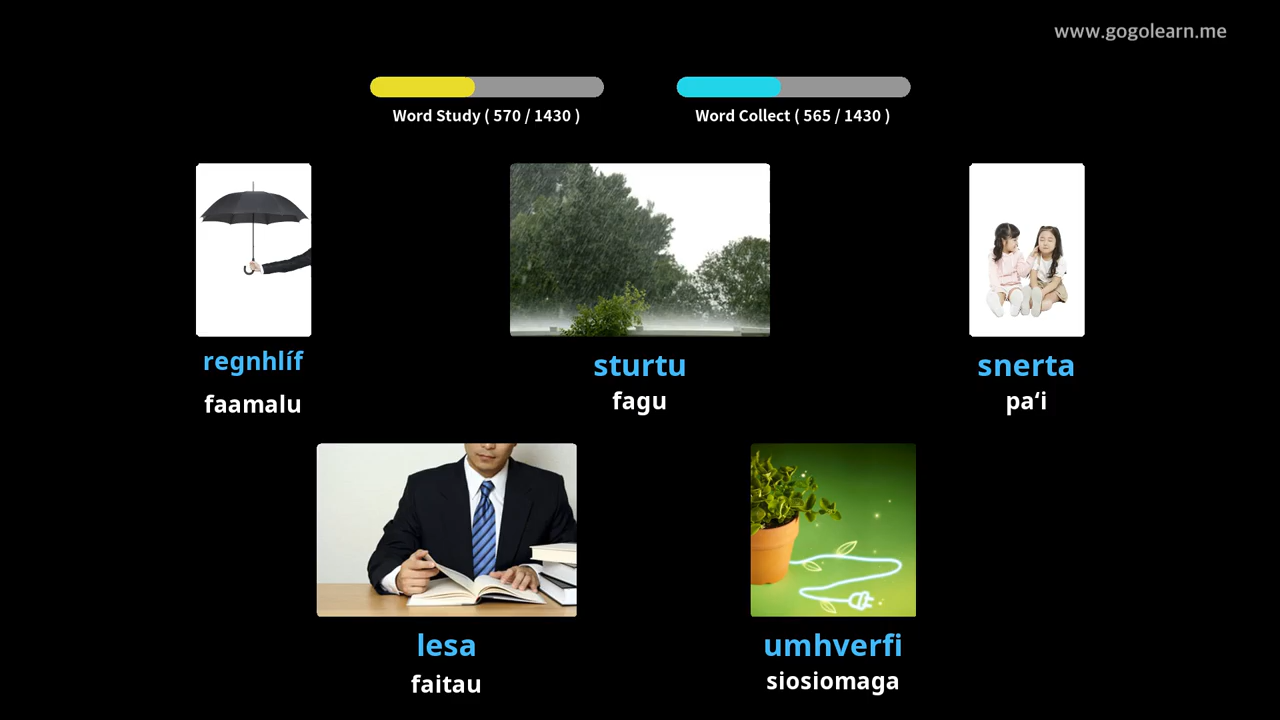 www.gogolearn.me
Word Study ( 570 / 1430 )
Word Collect ( 565 / 1430 )
regnhlíf
faamalu
sturtu
fagu
snerta
paʻi
lesa
faitau
umhverfi
siosiomaga